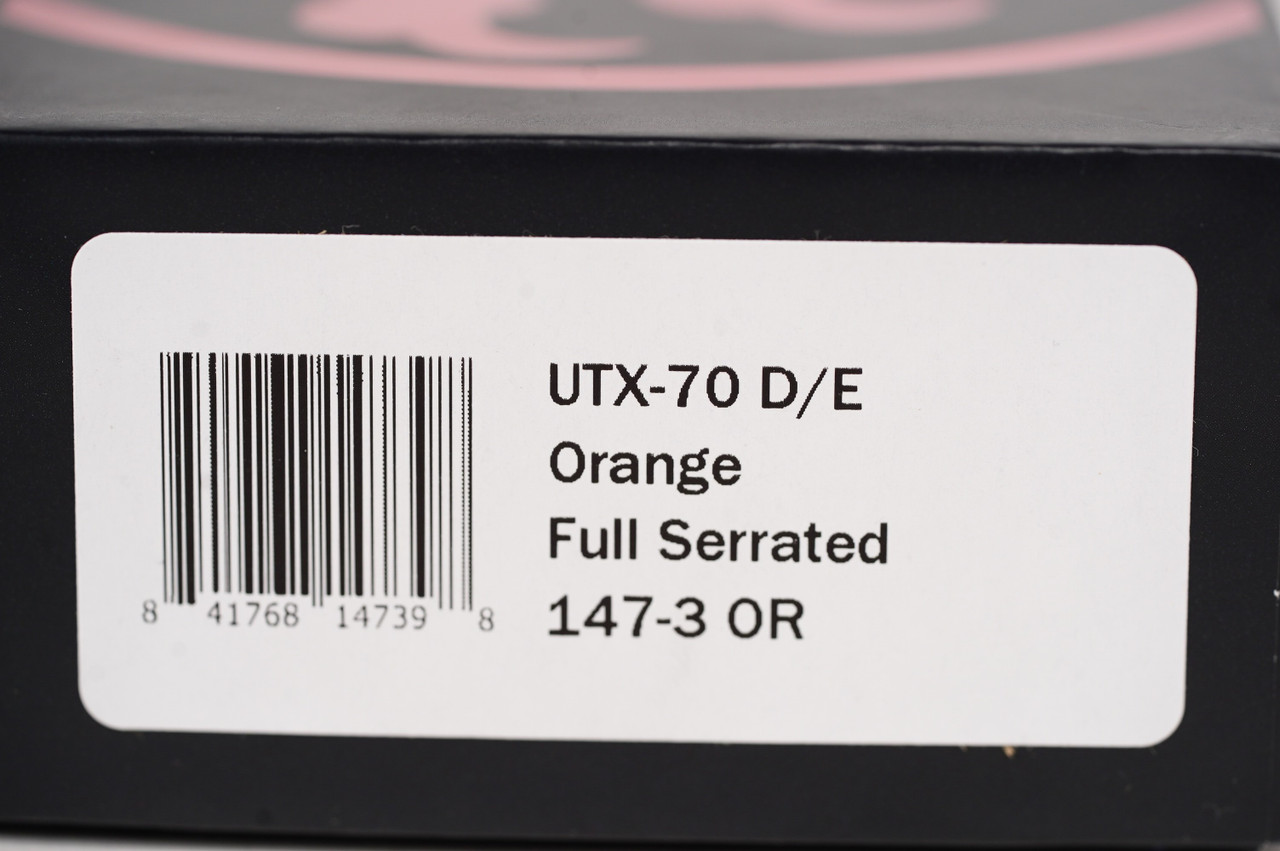 UTX-70 D/E
Orange
Full Serrated
147-3 OR
8 41768 14739 8